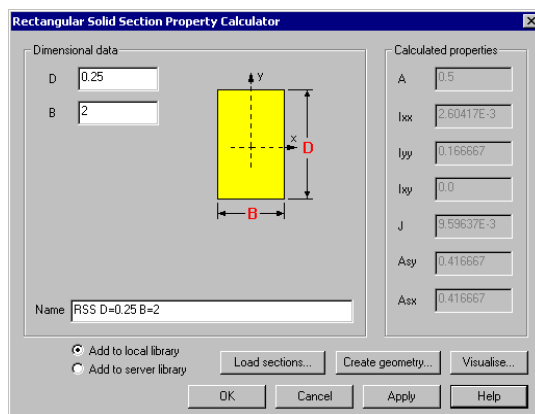 Rectangular Solid Section Property Calculator
Dimensional data
D 0.25
B 2
y
x
D
B
Name RSS D=0.25 B=2
Calculated properties
A 0.5
Ixx 2.60417E-3
Iyy 0.166667
Ixy 0.0
J 9.59637E-3
Asy 0.416667
Asx 0.416667
Add to local library
Add to server library
Load sections... Create geometry... Visualise...
OK Cancel Apply Help